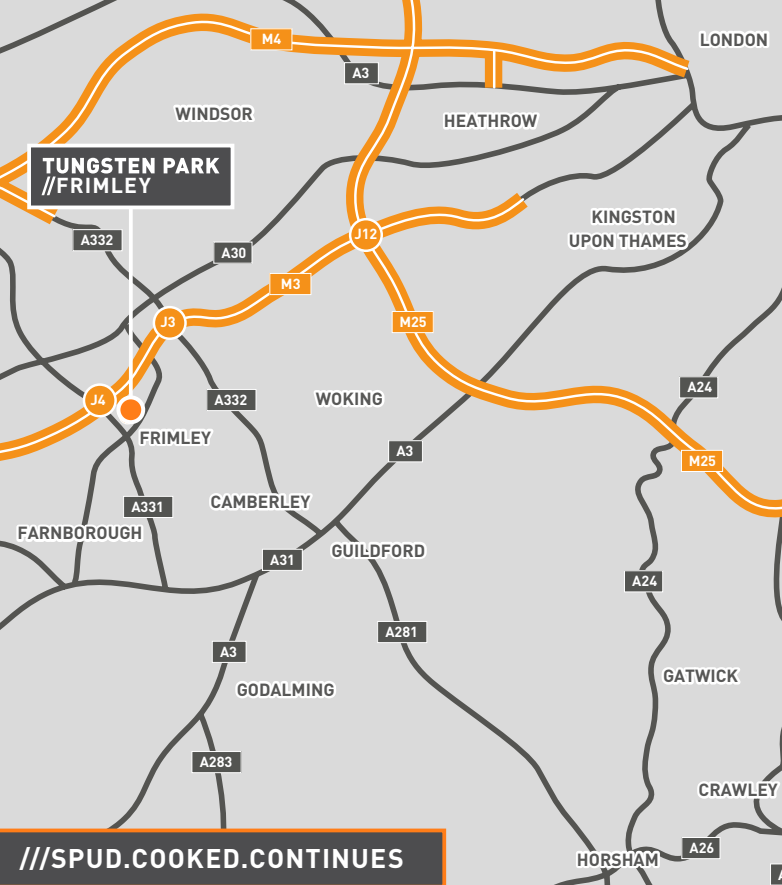 LONDON
M4
A3
WINDSOR
HEATHROW
TUNGSTEN PARK
//FRIMLEY
KINGSTON
UPON THAMES
A332
J12
A30
M3
J3
M25
A24
J4
A332
WOKING
FRIMLEY
A3
M25
CAMBERLEY
A331
FARNBOROUGH
GUILDFORD
A31
A24
A281
A3
GATWICK
GODALMING
A283
CRAWLEY
A26
///SPUD.COOKED.CONTINUES
HORSHAM